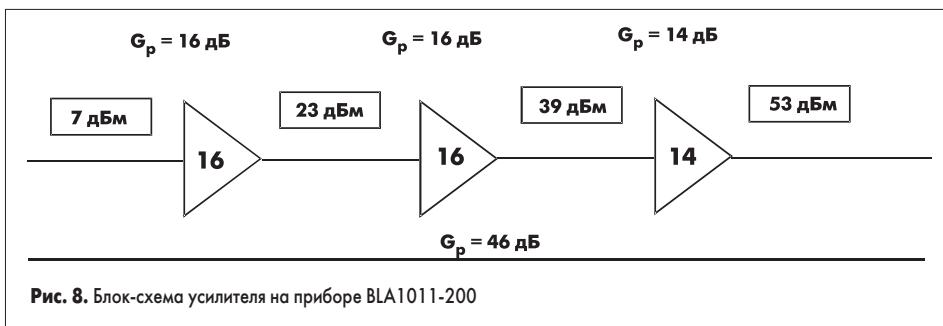 Gp = 16 дБ Gp = 16 дБ Gp = 14 дБ
7 дБм 23 дБм 39 дБм 53 дБм
16 16 14
Gp = 46 дБ
Рис. 8. Блок-схема усилителя на приборе BLA1011-200